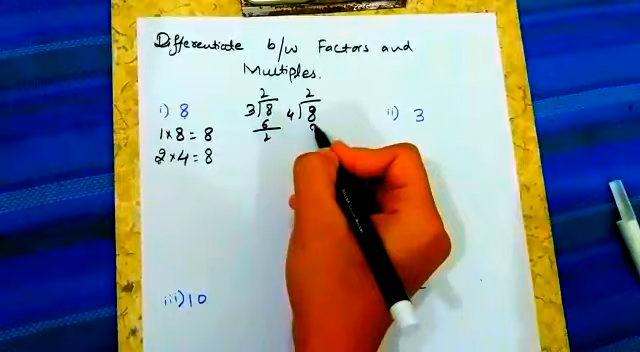 Differentiate b/w Factors and
Multiples.
i) 8
1 x 8 = 8
2 x 4 = 8
2
3 8
6
2
2
4 8
ii) 3
iii) 10